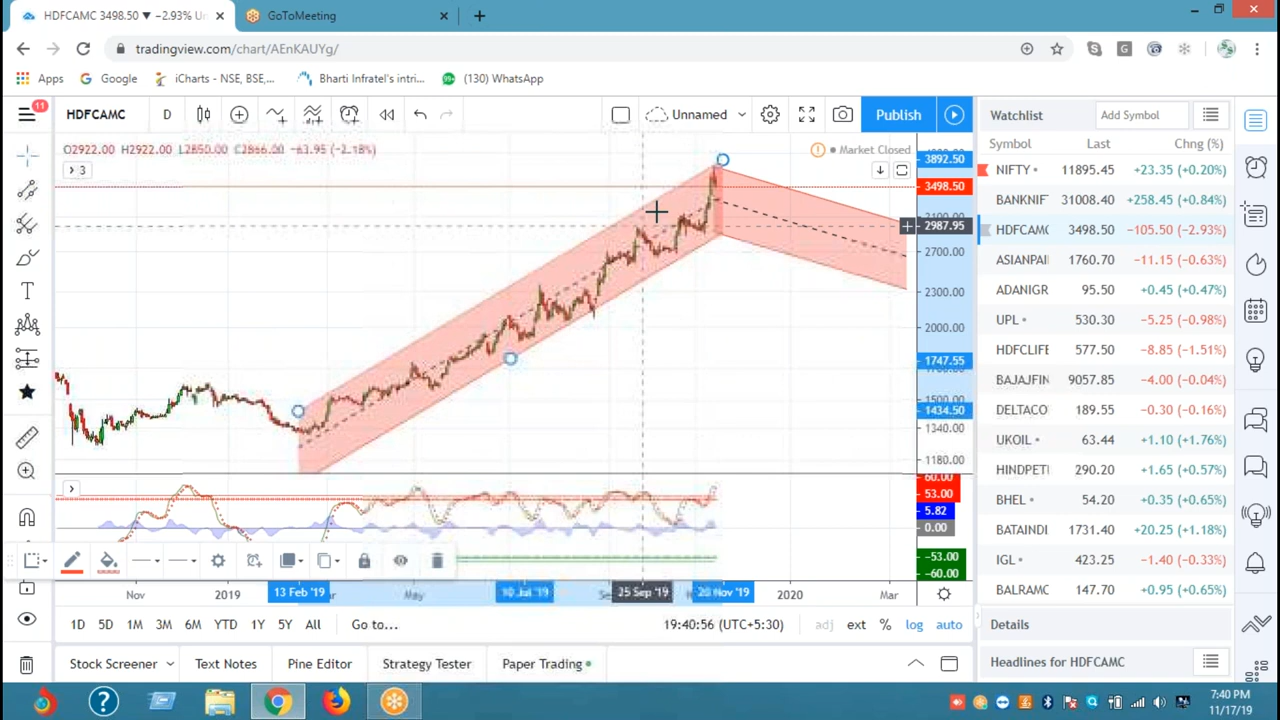 HDFCAMC 3498.50 ▼ −2.93% Un
GoToMeeting
tradingview.com/chart/AEnKAUYg/
Apps
Google
iCharts - NSE, BSE,...
Bharti Infratel's intri...
(130) WhatsApp
11
HDFCAMC
D
Unnamed
Publish
Watchlist
Add Symbol
O2922.00 H2922.00 L2850.00 C2866.00 −63.95 (−2.18%)
Market Closed
3
Symbol Last Chng (%)
NIFTY 11895.45 +23.35 (+0.20%)
BANKNIF 31008.40 +258.45 (+0.84%)
HDFCAMC 3498.50 −105.50 (−2.93%)
ASIANPAI 1760.70 −11.15 (−0.63%)
ADANIGR 95.50 +0.45 (+0.47%)
UPL 530.30 −5.25 (−0.98%)
HDFCLIFE 577.50 −8.85 (−1.51%)
BAJAJFIN 9057.85 −4.00 (−0.04%)
DELTACO 189.55 −0.30 (−0.16%)
UKOIL 63.44 +1.10 (+1.76%)
HINDPET 290.20 +1.65 (+0.57%)
BHEL 54.20 +0.35 (+0.65%)
BATAINDI 1731.40 +20.25 (+1.18%)
IGL 423.25 −1.40 (−0.33%)
BALRAMC 147.70 +0.95 (+0.65%)
3892.50
3498.50
3100.00
2987.95
2700.00
2300.00
2000.00
1747.55
1500.00
1434.50
1340.00
1180.00
60.00
53.00
5.82
0.00
−53.00
−60.00
Nov 2019 13 Feb '19 May 10 Jul '19 25 Sep '19 20 Nov '19 2020 Mar
1D 5D 1M 3M 6M YTD 1Y 5Y All Go to... 19:40:56 (UTC+5:30) adj ext % log auto
Details
Stock Screener Text Notes Pine Editor Strategy Tester Paper Trading
Headlines for HDFCAMC
7:40 PM
11/17/19